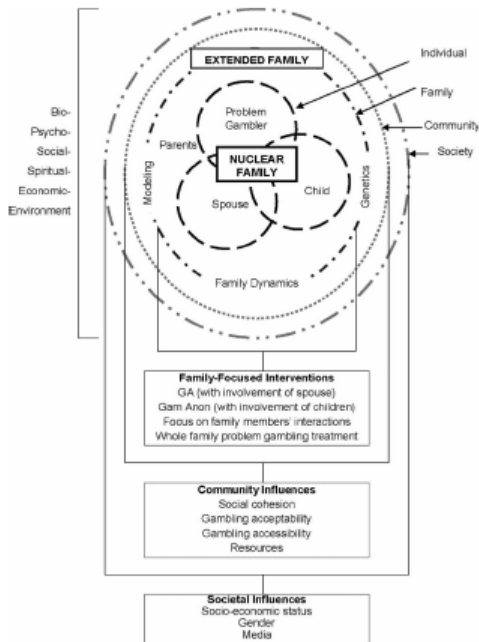 EXTENDED FAMILY
Individual
Family
Community
Society
Bio-
Psycho-
Social-
Spiritual-
Economic-
Environment
Problem
Gambler
Parents
NUCLEAR
FAMILY
Modeling
Spouse
Child
Genetics
Family Dynamics
Family-Focused Interventions
GA (with involvement of spouse)
Gam Anon (with involvement of children)
Focus on family members' interactions
Whole family problem gambling treatment
Community Influences
Social cohesion
Gambling acceptability
Gambling accessibility
Resources
Societal Influences
Socio-economic status
Gender
Media